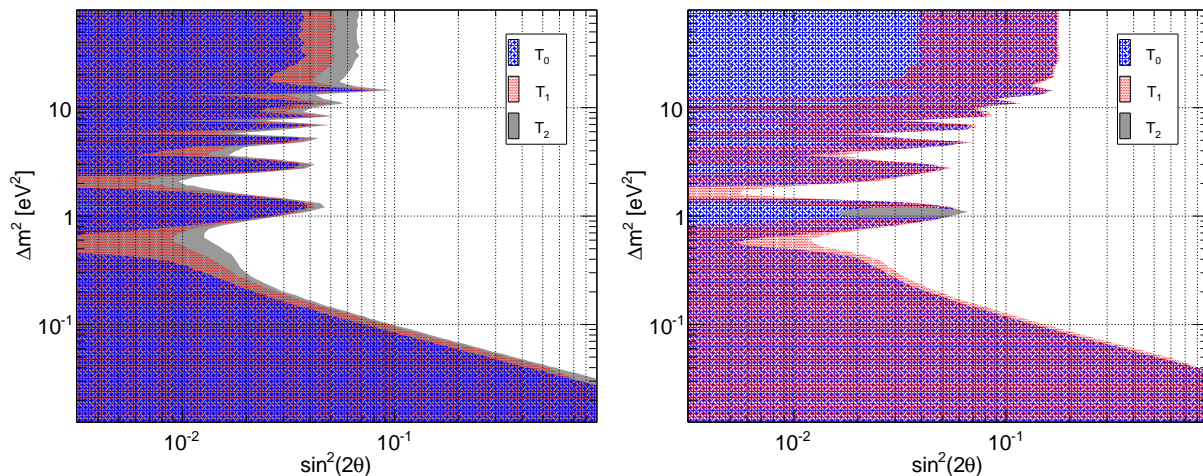 Δm² [eV²]
10
1
10⁻¹
10⁻²
10⁻¹
sin²(2θ)
T₀
T₁
T₂
Δm² [eV²]
10
1
10⁻¹
10⁻²
10⁻¹
sin²(2θ)
T₀
T₁
T₂